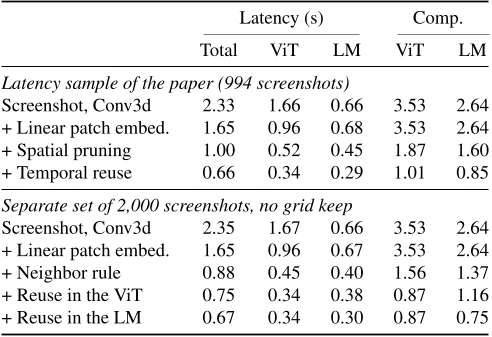 Latency (s) Comp.
Total ViT LM ViT LM
Latency sample of the paper (994 screenshots)
Screenshot, Conv3d 2.33 1.66 0.66 3.53 2.64
+ Linear patch embed. 1.65 0.96 0.68 3.53 2.64
+ Spatial pruning 1.00 0.52 0.45 1.87 1.60
+ Temporal reuse 0.66 0.34 0.29 1.01 0.85
Separate set of 2,000 screenshots, no grid keep
Screenshot, Conv3d 2.35 1.67 0.66 3.53 2.64
+ Linear patch embed. 1.65 0.96 0.67 3.53 2.64
+ Neighbor rule 0.88 0.45 0.40 1.56 1.37
+ Reuse in the ViT 0.75 0.34 0.38 0.87 1.16
+ Reuse in the LM 0.67 0.34 0.30 0.87 0.75